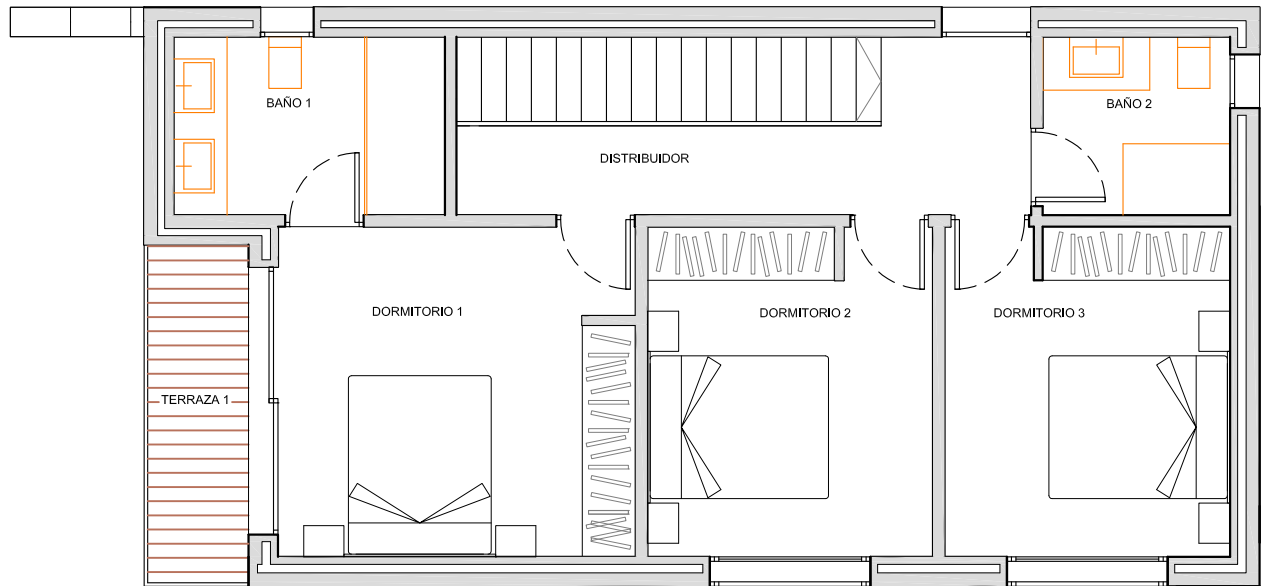 BAÑO 1
BAÑO 2
DISTRIBUIDOR
DORMITORIO 1
DORMITORIO 2
DORMITORIO 3
TERRAZA 1